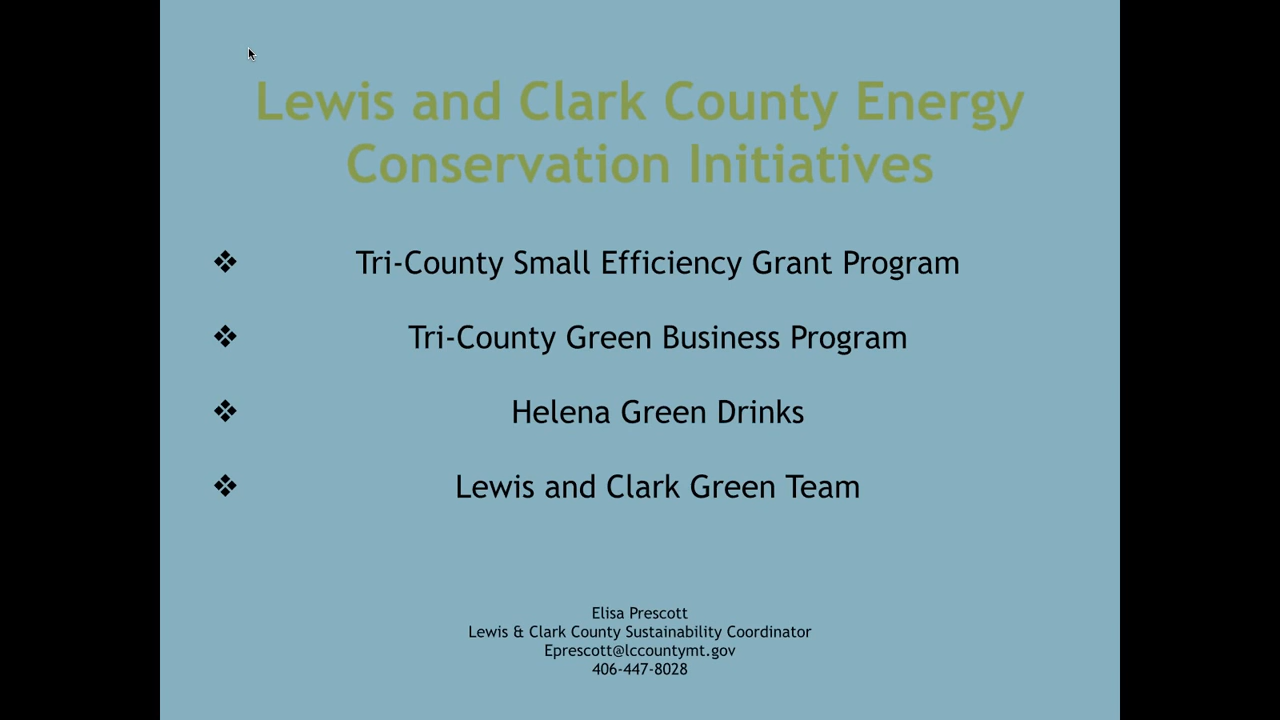 Lewis and Clark County Energy
Conservation Initiatives
❖ Tri-County Small Efficiency Grant Program
❖ Tri-County Green Business Program
❖ Helena Green Drinks
❖ Lewis and Clark Green Team
Elisa Prescott
Lewis & Clark County Sustainability Coordinator
Eprescott@lccountymt.gov
406-447-8028